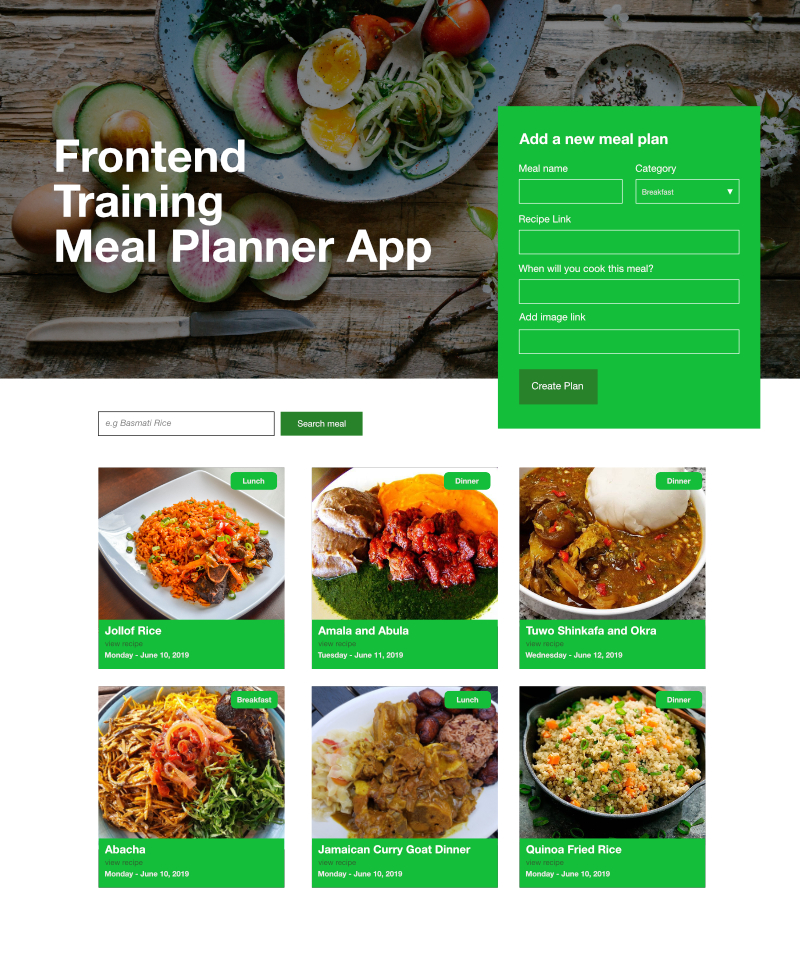 Frontend
Training
Meal Planner App
Add a new meal plan
Meal name
Category
Breakfast
Recipe Link
When will you cook this meal?
Add image link
Create Plan
e.g Basmati Rice
Search meal
Lunch
Jollof Rice
view recipe
Monday - June 10, 2019
Dinner
Amala and Abula
view recipe
Tuesday - June 11, 2019
Dinner
Tuwo Shinkafa and Okra
view recipe
Wednesday - June 12, 2019
Breakfast
Abacha
view recipe
Monday - June 10, 2019
Lunch
Jamaican Curry Goat Dinner
view recipe
Monday - June 10, 2019
Dinner
Quinoa Fried Rice
view recipe
Monday - June 10, 2019